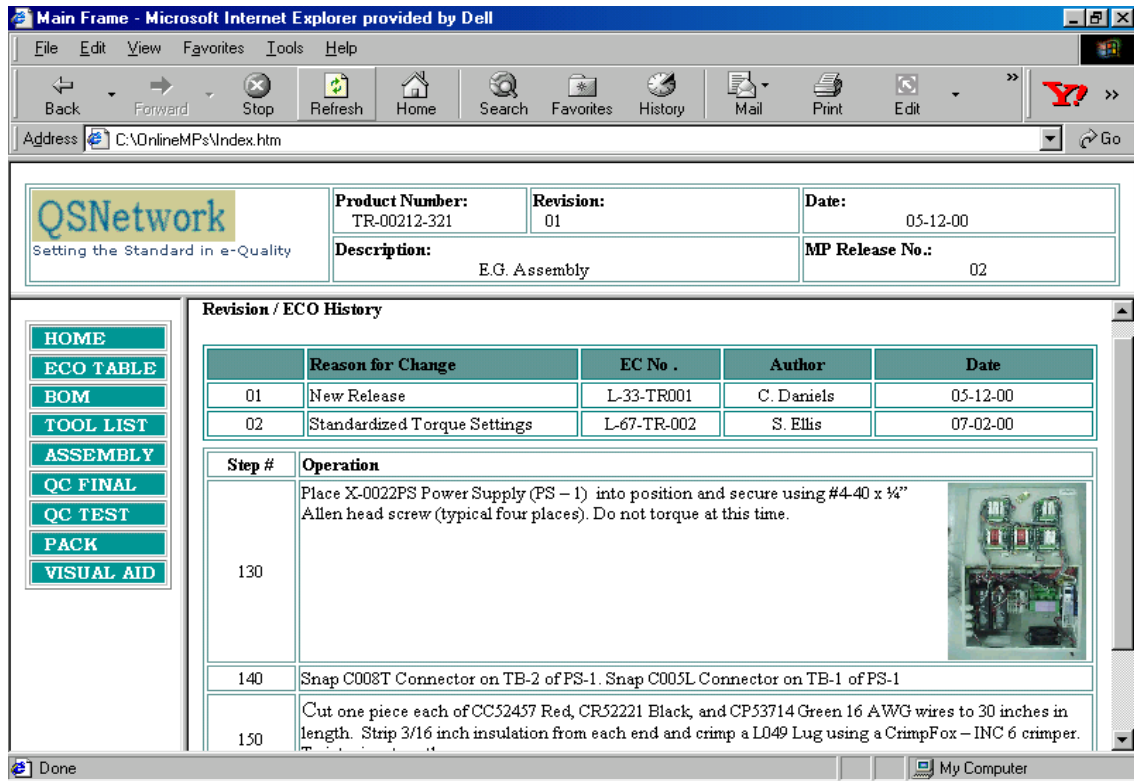 Main Frame - Microsoft Internet Explorer provided by Dell
File Edit View Favorites Tools Help
Back Forward Stop Refresh Home Search Favorites History Mail Print Edit » Y! »
Address C:\OnlineMPs\Index.htm Go
QSNetwork
Setting the Standard in e-Quality
Product Number:
TR-00212-321
Revision:
01
Date:
05-12-00
Description:
E.G. Assembly
MP Release No.:
02
HOME
ECO TABLE
BOM
TOOL LIST
ASSEMBLY
QC FINAL
QC TEST
PACK
VISUAL AID
Revision / ECO History
Reason for Change EC No . Author Date
01 New Release L-33-TR001 C. Daniels 05-12-00
02 Standardized Torque Settings L-67-TR-002 S. Ellis 07-02-00
Step # Operation
130 Place X-0022PS Power Supply (PS – 1) into position and secure using #4-40 x ¼”
Allen head screw (typical four places). Do not torque at this time.
140 Snap C008T Connector on TB-2 of PS-1. Snap C005L Connector on TB-1 of PS-1
150 Cut one piece each of CC52457 Red, CR52221 Black, and CP53714 Green 16 AWG wires to 30 inches in
length. Strip 3/16 inch insulation from each end and crimp a L049 Lug using a CrimpFox – INC 6 crimper.
Done My Computer